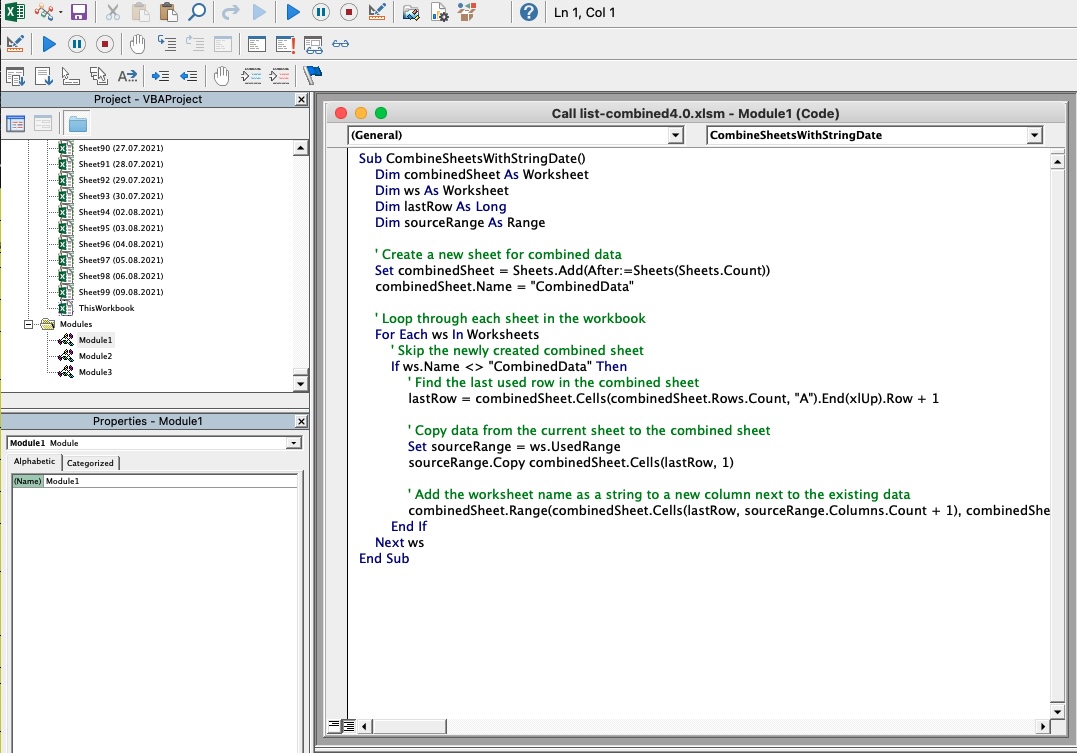 Ln 1, Col 1
Project - VBAProject
Sheet90 (27.07.2021)
Sheet91 (28.07.2021)
Sheet92 (29.07.2021)
Sheet93 (30.07.2021)
Sheet94 (02.08.2021)
Sheet95 (03.08.2021)
Sheet96 (04.08.2021)
Sheet97 (05.08.2021)
Sheet98 (06.08.2021)
Sheet99 (09.08.2021)
ThisWorkbook
Modules
Module1
Module2
Module3
Properties - Module1
Module1 Module
Alphabetic Categorized
(Name) Module1
Call list-combined4.0.xlsm - Module1 (Code)
(General) CombineSheetsWithStringDate
Sub CombineSheetsWithStringDate()
Dim combinedSheet As Worksheet
Dim ws As Worksheet
Dim lastRow As Long
Dim sourceRange As Range
' Create a new sheet for combined data
Set combinedSheet = Sheets.Add(After:=Sheets(Sheets.Count))
combinedSheet.Name = "CombinedData"
' Loop through each sheet in the workbook
For Each ws In Worksheets
' Skip the newly created combined sheet
If ws.Name <> "CombinedData" Then
' Find the last used row in the combined sheet
lastRow = combinedSheet.Cells(combinedSheet.Rows.Count, "A").End(xlUp).Row + 1
' Copy data from the current sheet to the combined sheet
Set sourceRange = ws.UsedRange
sourceRange.Copy combinedSheet.Cells(lastRow, 1)
' Add the worksheet name as a string to a new column next to the existing data
combinedSheet.Range(combinedSheet.Cells(lastRow, sourceRange.Columns.Count + 1), combinedShe
End If
Next ws
End Sub